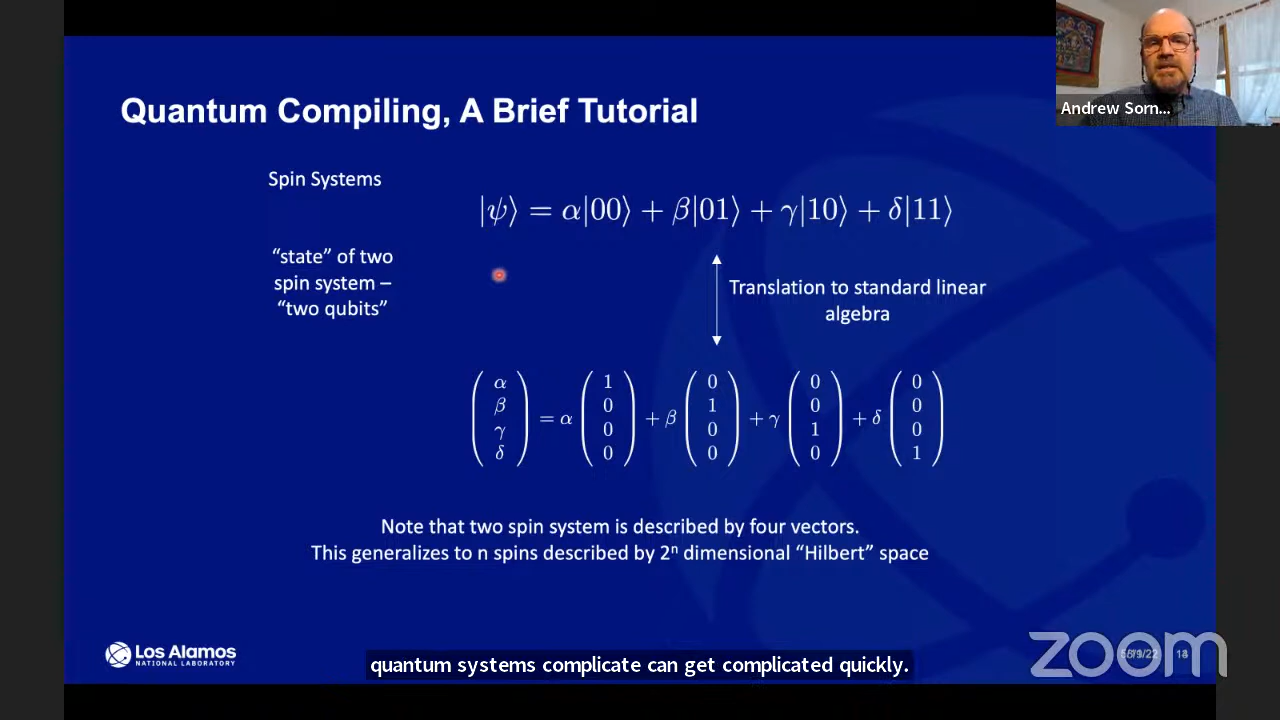 Andrew Sorn...
Quantum Compiling, A Brief Tutorial
Spin Systems
|ψ⟩ = α|00⟩ + β|01⟩ + γ|10⟩ + δ|11⟩
“state” of two
spin system –
“two qubits”
Translation to standard linear
algebra
( α β γ δ ) = α ( 1 0 0 0 ) + β ( 0 1 0 0 ) + γ ( 0 0 1 0 ) + δ ( 0 0 0 1 )
Note that two spin system is described by four vectors.
This generalizes to n spins described by 2ⁿ dimensional “Hilbert” space
Los Alamos
NATIONAL LABORATORY
quantum systems complicate can get complicated quickly.
zoom